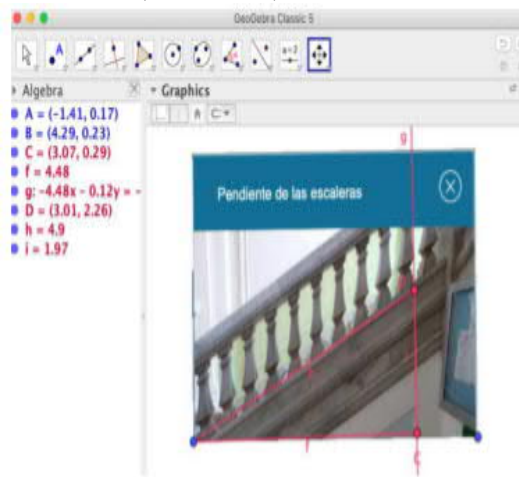 GeoGebra Classic 5
A
a=2
Algebra
Graphics
A = (-1.41, 0.17)
B = (4.29, 0.23)
C = (3.07, 0.29)
f = 4.48
g: -4.48x - 0.12y = -
D = (3.01, 2.26)
h = 4.9
i = 1.97
g
Pendiente de las escaleras
f
C